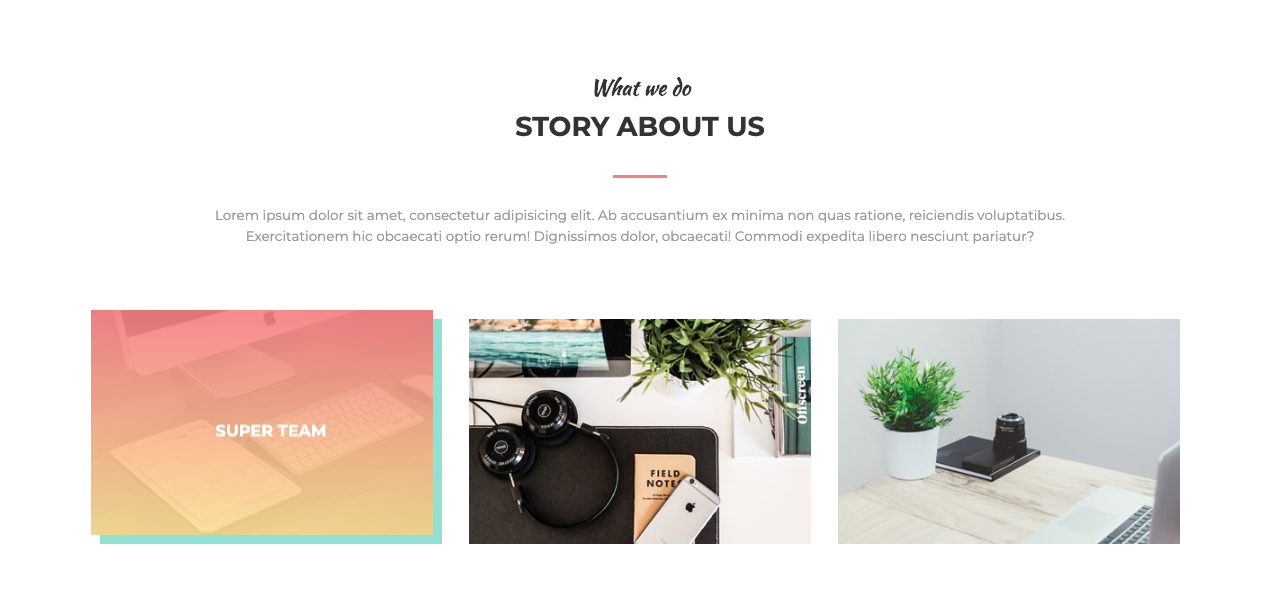 What we do
STORY ABOUT US
Lorem ipsum dolor sit amet, consectetur adipisicing elit. Ab accusantium ex minima non quas ratione, reiciendis voluptatibus.
Exercitationem hic obcaecati optio rerum! Dignissimos dolor, obcaecati! Commodi expedita libero nesciunt pariatur?
SUPER TEAM
Offscreen
FIELD
NOTES